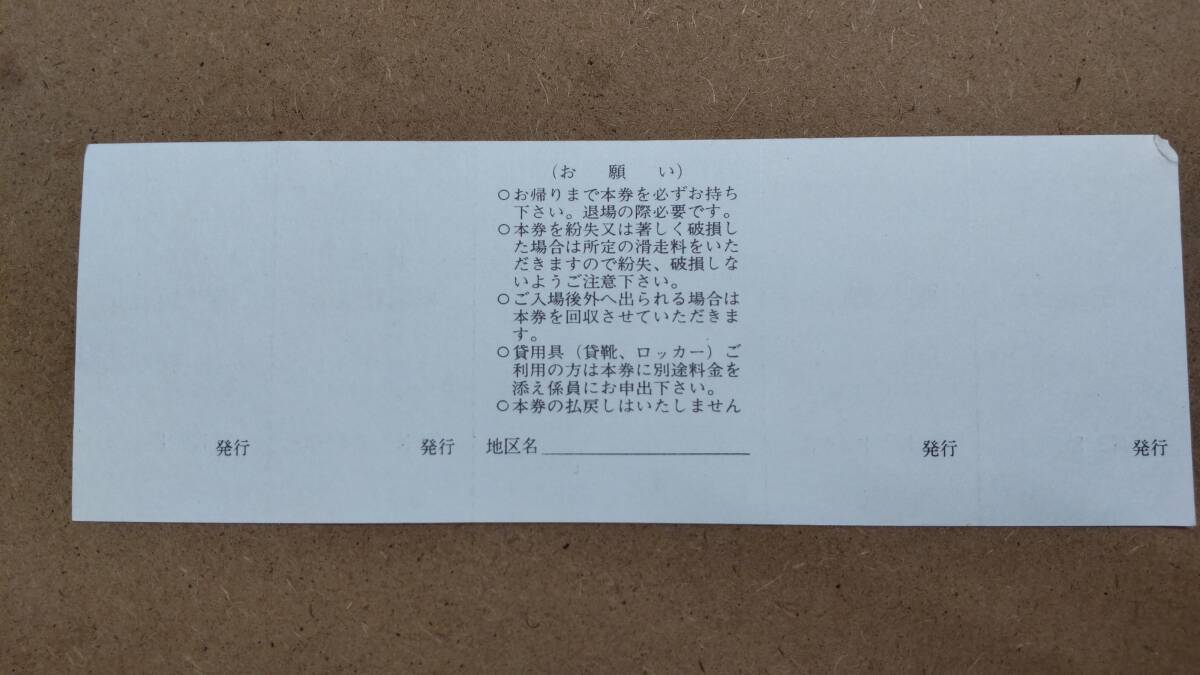 （お　願　い）
○お帰りまで本券を必ずお持ち
下さい。退場の際必要です。
○本券を紛失又は著しく破損し
た場合は所定の滑走料をいた
だきますので紛失、破損しな
いようご注意下さい。
○ご入場後外へ出られる場合は
本券を回収させていただきま
す。
○貸用具（貸靴、ロッカー）ご
利用の方は本券に別途料金を
添え係員にお申出下さい。
○本券の払戻しはいたしません
発行　発行　地区名　発行　発行